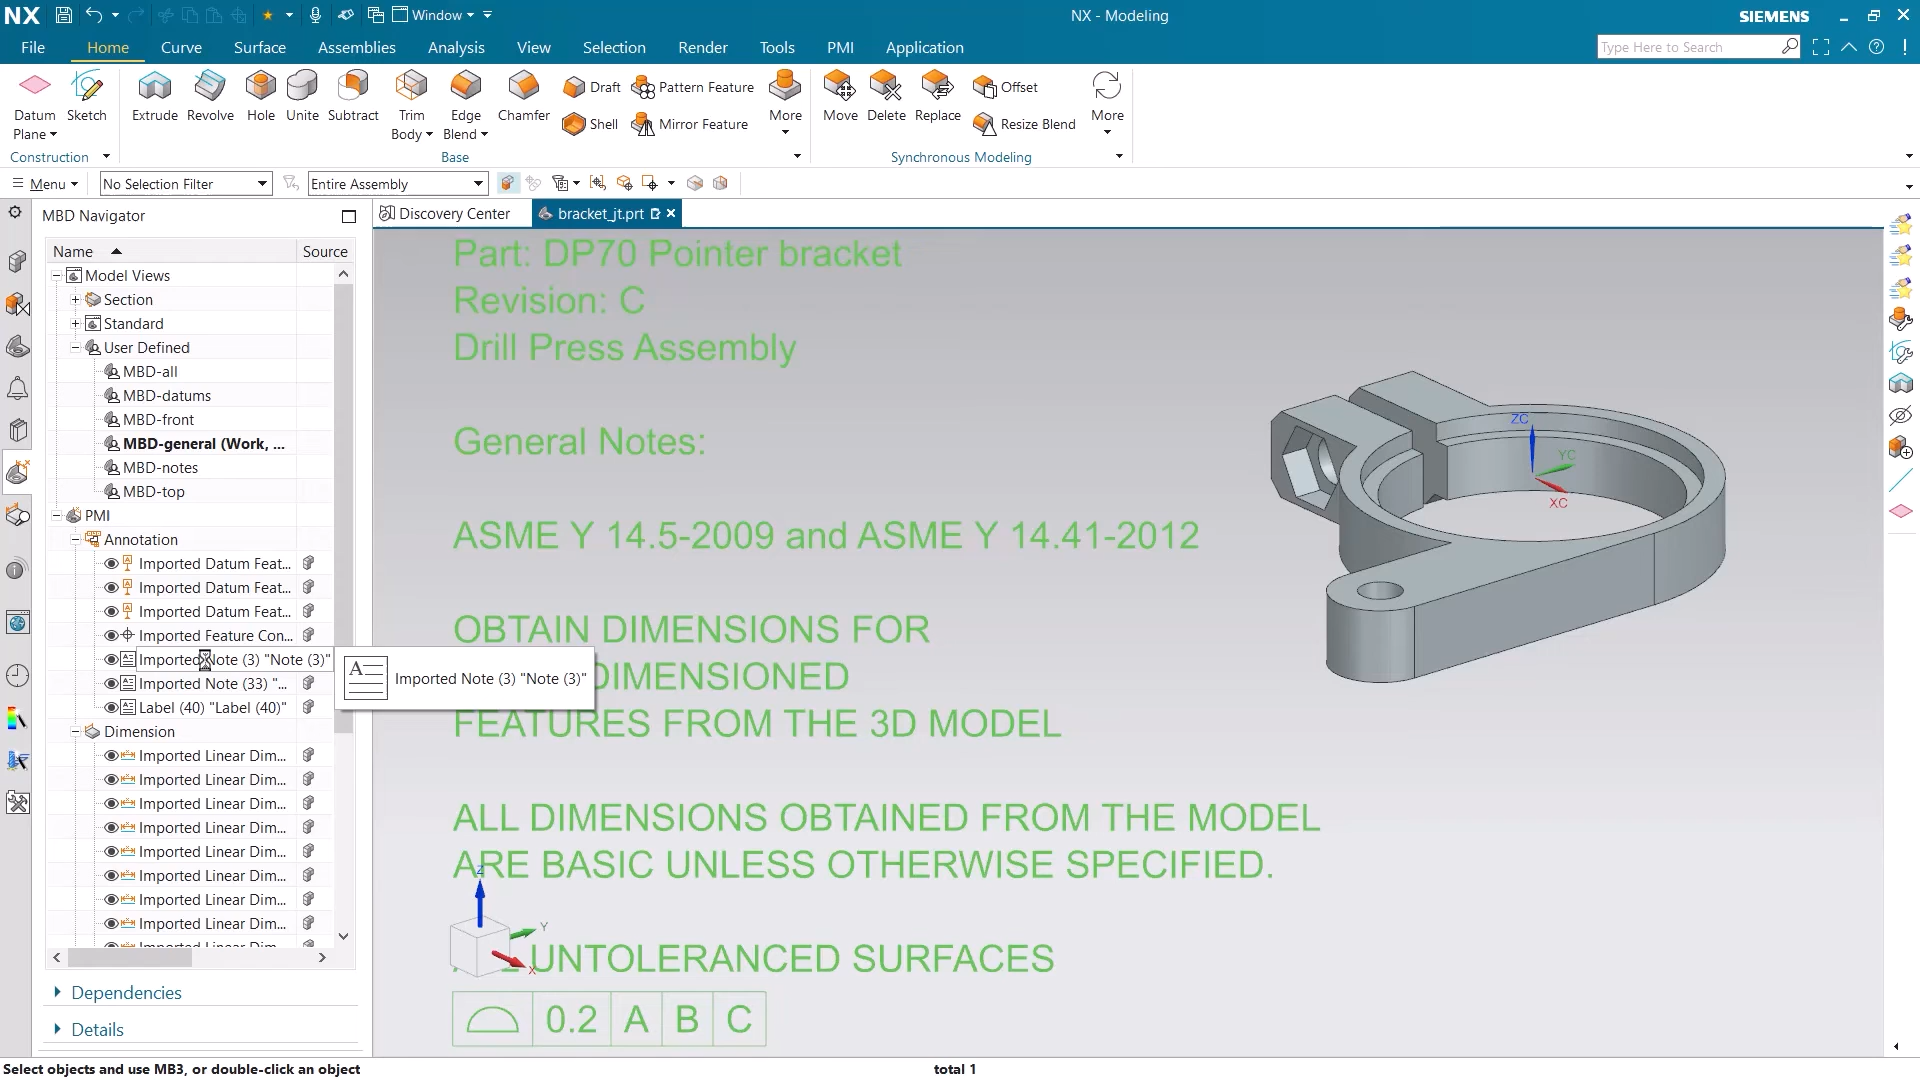 NX
Window
NX - Modeling
SIEMENS
File Home Curve Surface Assemblies Analysis View Selection Render Tools PMI Application
Type Here to Search
Datum Plane
Sketch
Extrude
Revolve
Hole
Unite
Subtract
Trim Body
Edge Blend
Chamfer
Draft
Shell
Pattern Feature
Mirror Feature
More
Move
Delete
Replace
Offset
Resize Blend
More
Construction
Base
Synchronous Modeling
Menu
No Selection Filter
Entire Assembly
MBD Navigator
Discovery Center
bracket_jt.prt
Name Source
Model Views
Section
Standard
User Defined
MBD-all
MBD-datums
MBD-front
MBD-general (Work, ...
MBD-notes
MBD-top
PMI
Annotation
Imported Datum Feat...
Imported Datum Feat...
Imported Datum Feat...
Imported Feature Con...
Imported Note (3) "Note (3)"
Imported Note (33) "...
Label (40) "Label (40)"
Dimension
Imported Linear Dim...
Imported Linear Dim...
Imported Linear Dim...
Imported Linear Dim...
Imported Linear Dim...
Imported Linear Dim...
Imported Linear Dim...
Imported Linear Dim...
Imported Linear Dim...
Dependencies
Details
Imported Note (3) "Note (3)"
Part: DP70 Pointer bracket
Revision: C
Drill Press Assembly
General Notes:
ASME Y 14.5-2009 and ASME Y 14.41-2012
OBTAIN DIMENSIONS FOR
DIMENSIONED
FEATURES FROM THE 3D MODEL
ALL DIMENSIONS OBTAINED FROM THE MODEL
ARE BASIC UNLESS OTHERWISE SPECIFIED.
UNTOLERANCED SURFACES
0.2 A B C
ZC
YC
XC
Z
Y
X
Select objects and use MB3, or double-click an object
total 1